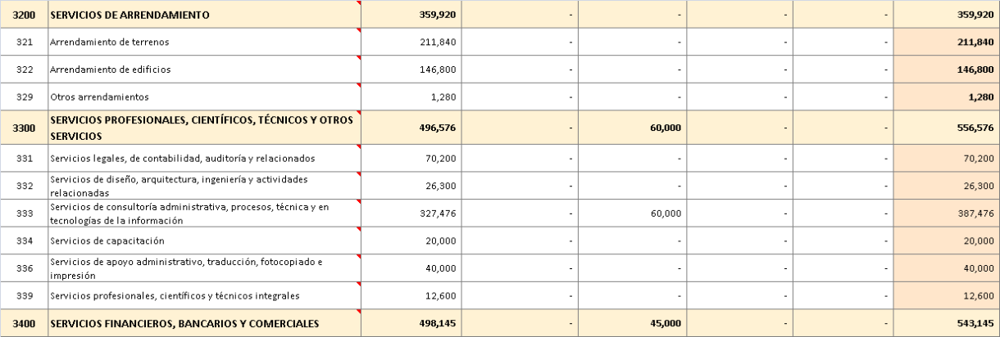 3200 SERVICIOS DE ARRENDAMIENTO 359,920 - - - - 359,920
321 Arrendamiento de terrenos 211,840 - - - - 211,840
322 Arrendamiento de edificios 146,800 - - - - 146,800
329 Otros arrendamientos 1,280 - - - - 1,280
3300 SERVICIOS PROFESIONALES, CIENTÍFICOS, TÉCNICOS Y OTROS
SERVICIOS 496,576 - 60,000 - - 556,576
331 Servicios legales, de contabilidad, auditoría y relacionados 70,200 - - - - 70,200
332 Servicios de diseño, arquitectura, ingeniería y actividades
relacionadas 26,300 - - - - 26,300
333 Servicios de consultoría administrativa, procesos, técnica y en
tecnologías de la información 327,476 - 60,000 - - 387,476
334 Servicios de capacitación 20,000 - - - - 20,000
336 Servicios de apoyo administrativo, traducción, fotocopiado e
impresión 40,000 - - - - 40,000
339 Servicios profesionales, científicos y técnicos integrales 12,600 - - - - 12,600
3400 SERVICIOS FINANCIEROS, BANCARIOS Y COMERCIALES 498,145 - 45,000 - - 543,145